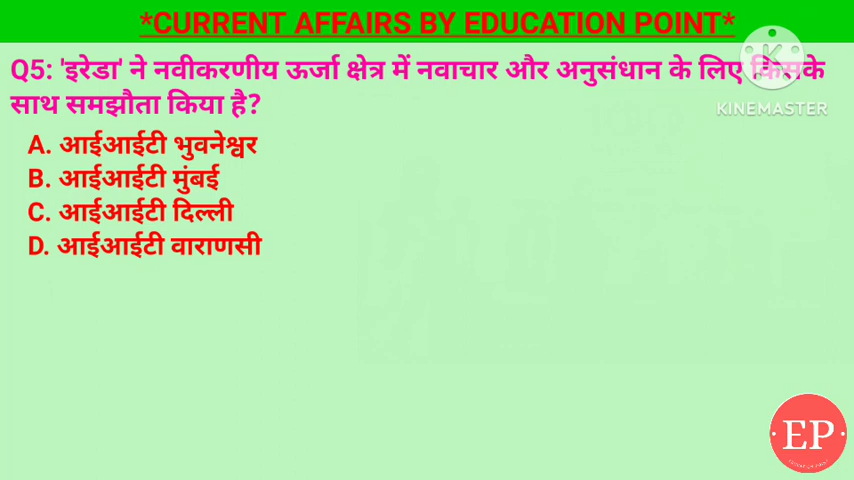 *CURRENT AFFAIRS BY EDUCATION POINT*
Q5: 'इरेडा' ने नवीकरणीय ऊर्जा क्षेत्र में नवाचार और अनुसंधान के लिए किसके
साथ समझौता किया है?
KINEMASTER
A. आईआईटी भुवनेश्वर
B. आईआईटी मुंबई
C. आईआईटी दिल्ली
D. आईआईटी वाराणसी
EP